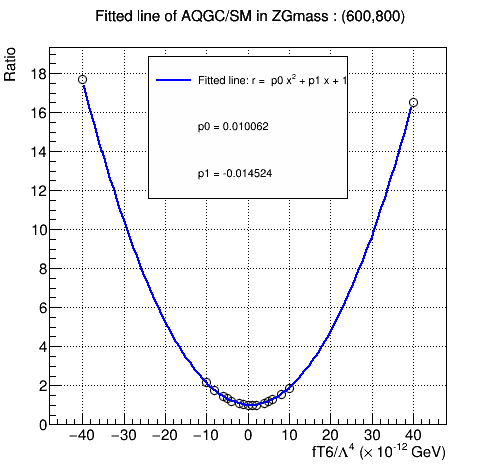 Fitted line of AQGC/SM in ZGmass : (600,800)
Ratio
Fitted line: r = p0 x² + p1 x + 1
p0 = 0.010062
p1 = -0.014524
18
16
14
12
10
8
6
4
2
0
−40 −30 −20 −10 0 10 20 30 40
fT6/Λ⁴ (× 10⁻¹² GeV)